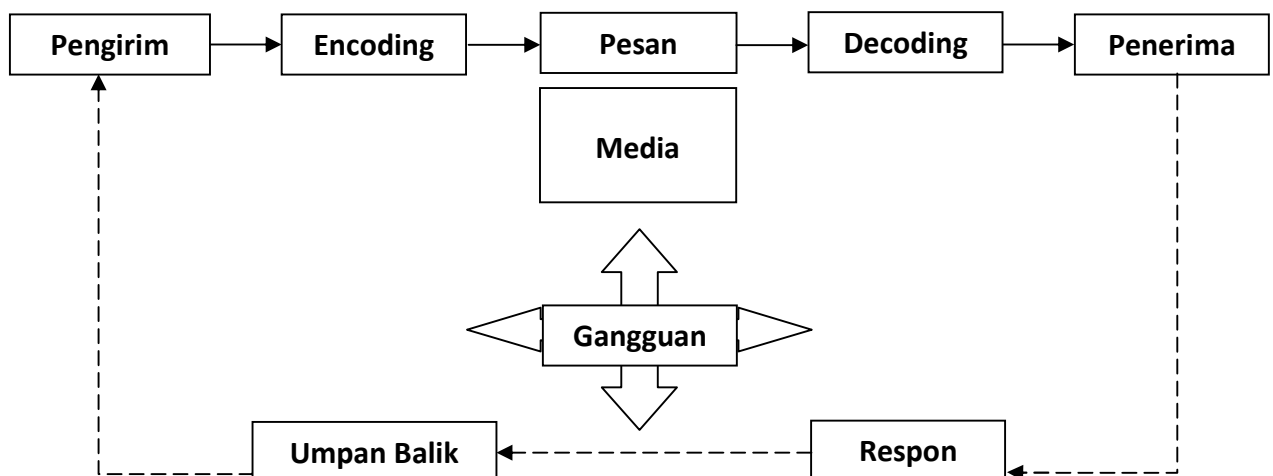 Pengirim
Encoding
Pesan
Decoding
Penerima
Media
Gangguan
Umpan Balik
Respon